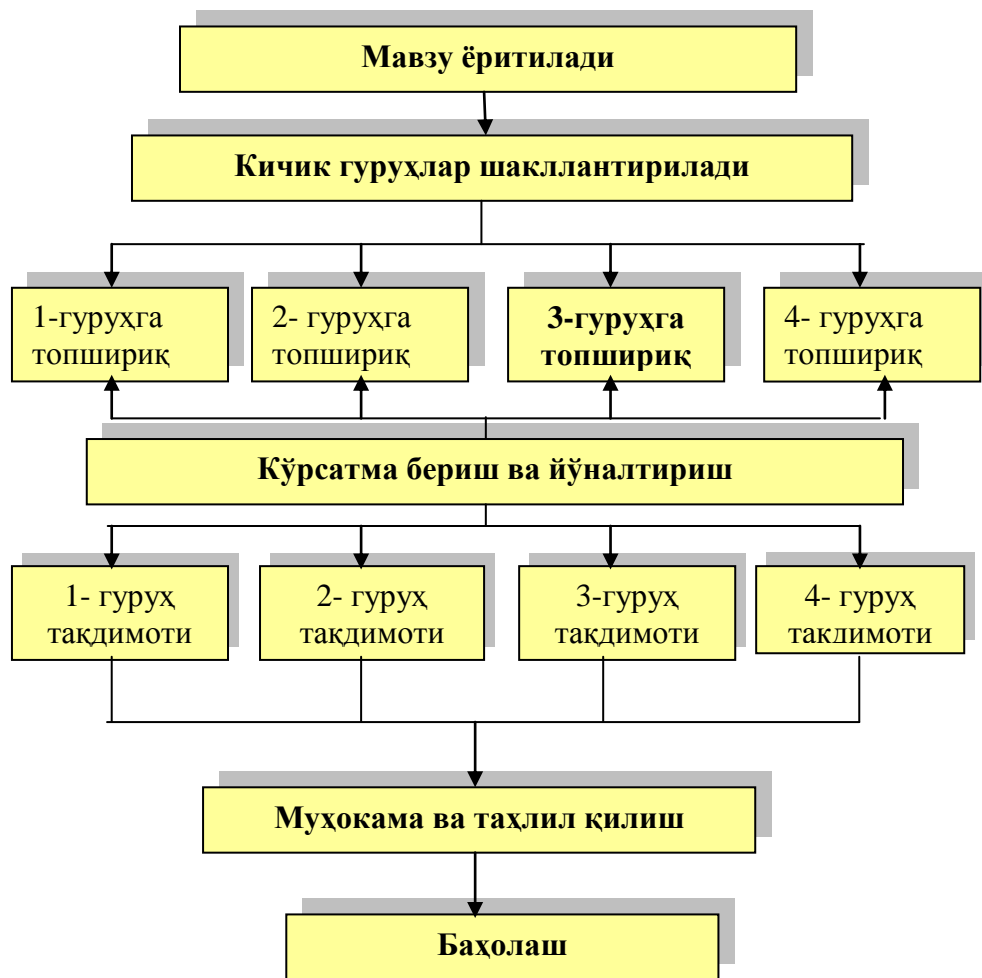 Мавзу ёритилади
Кичик гуруҳлар шакллантирилади
1-гуруҳга
топшириқ
2- гуруҳга
топшириқ
3-гуруҳга
топшириқ
4- гуруҳга
топшириқ
Кўрсатма бериш ва йўналтириш
1- гуруҳ
тақдимоти
2- гуруҳ
тақдимоти
3-гуруҳ
тақдимоти
4- гуруҳ
тақдимоти
Муҳокама ва таҳлил қилиш
Баҳолаш